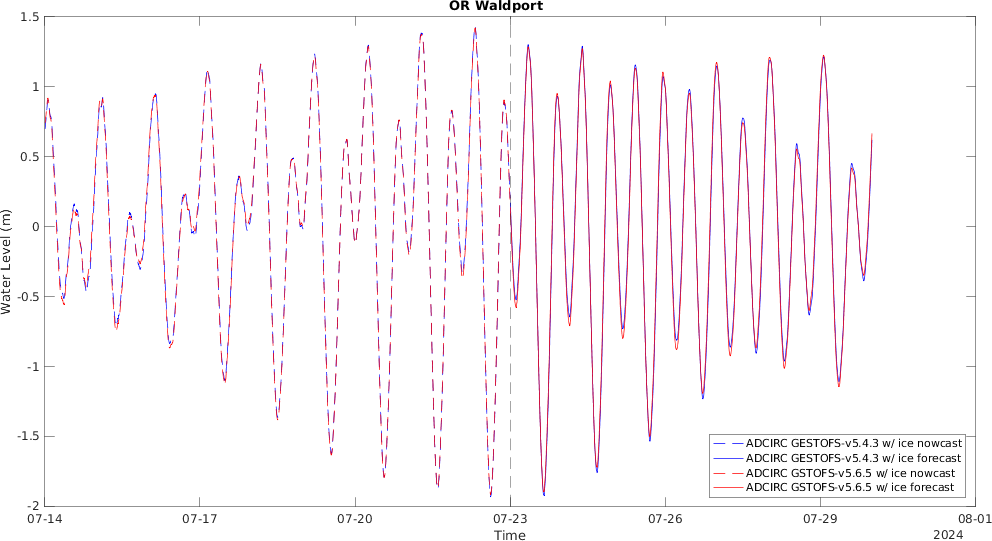 OR Waldport
Water Level (m)
1.5
1
0.5
0
-0.5
-1
-1.5
-2
07-14
07-17
07-20
07-23
07-26
07-29
08-01
Time
2024
ADCIRC GESTOFS-v5.4.3 w/ ice nowcast
ADCIRC GESTOFS-v5.4.3 w/ ice forecast
ADCIRC GSTOFS-v5.6.5 w/ ice nowcast
ADCIRC GSTOFS-v5.6.5 w/ ice forecast